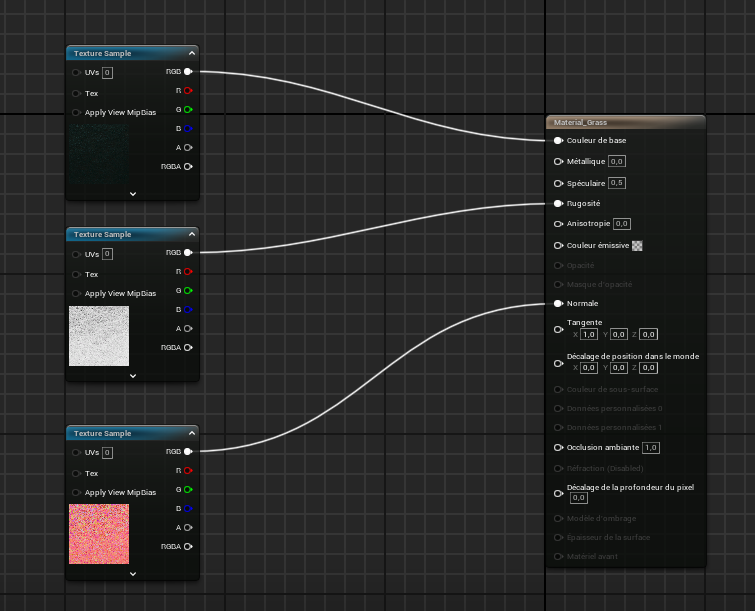 Texture Sample
UVs 0 RGB
Tex R
Apply View MipBias G
B
A
RGBA
Texture Sample
UVs 0 RGB
Tex R
Apply View MipBias G
B
A
RGBA
Texture Sample
UVs 0 RGB
Tex R
Apply View MipBias G
B
A
RGBA
Material_Grass
Couleur de base
Métallique 0,0
Spéculaire 0,5
Rugosité
Anisotropie 0,0
Couleur émissive
Opacité
Masque d'opacité
Normale
Tangente
X 1,0 Y 0,0 Z 0,0
Décalage de position dans le monde
X 0,0 Y 0,0 Z 0,0
Couleur de sous-surface
Données personnalisées 0
Données personnalisées 1
Occlusion ambiante 1,0
Réfraction (Disabled)
Décalage de la profondeur du pixel
0,0
Modèle d'ombrage
Epaisseur de la surface
Matériel avant